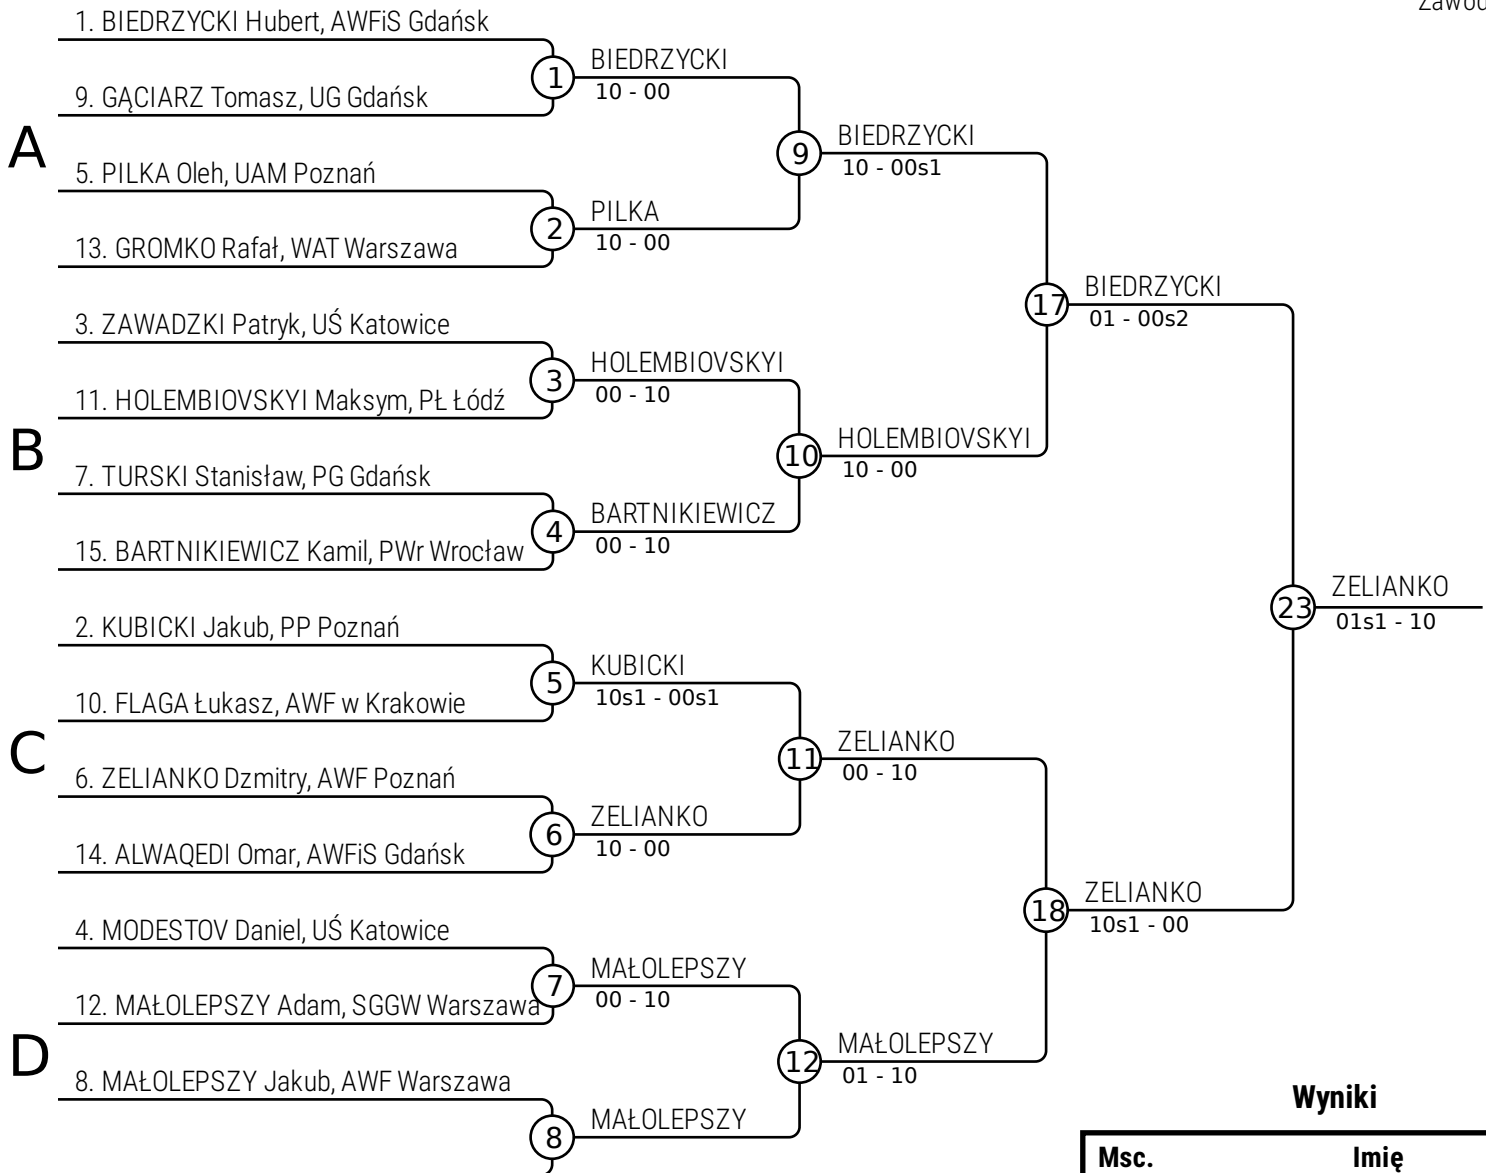 Zawod
1. BIEDRZYCKI Hubert, AWFiS Gdańsk
1
BIEDRZYCKI
10 - 00
9. GĄCIARZ Tomasz, UG Gdańsk
A
9
BIEDRZYCKI
10 - 00s1
5. PILKA Oleh, UAM Poznań
2
PILKA
10 - 00
13. GROMKO Rafał, WAT Warszawa
17
BIEDRZYCKI
01 - 00s2
3. ZAWADZKI Patryk, UŚ Katowice
3
HOLEMBIOVSKYI
00 - 10
11. HOLEMBIOVSKYI Maksym, PŁ Łódź
B
10
HOLEMBIOVSKYI
10 - 00
7. TURSKI Stanisław, PG Gdańsk
4
BARTNIKIEWICZ
00 - 10
15. BARTNIKIEWICZ Kamil, PWr Wrocław
23
ZELIANKO
01s1 - 10
2. KUBICKI Jakub, PP Poznań
5
KUBICKI
10s1 - 00s1
10. FLAGA Łukasz, AWF w Krakowie
C
11
ZELIANKO
00 - 10
6. ZELIANKO Dzmitry, AWF Poznań
6
ZELIANKO
10 - 00
14. ALWAQEDI Omar, AWFiS Gdańsk
18
ZELIANKO
10s1 - 00
4. MODESTOV Daniel, UŚ Katowice
7
MAŁOLEPSZY
00 - 10
12. MAŁOLEPSZY Adam, SGGW Warszawa
D
12
MAŁOLEPSZY
01 - 10
8. MAŁOLEPSZY Jakub, AWF Warszawa
8
MAŁOLEPSZY
Wyniki
Msc. Imię